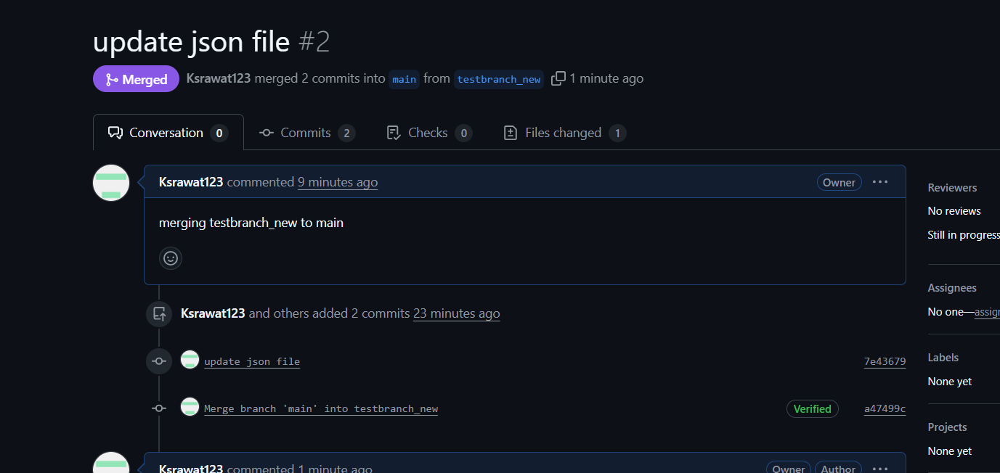 update json file #2
Merged Ksrawat123 merged 2 commits into main from testbranch_new 1 minute ago
Conversation 0 Commits 2 Checks 0 Files changed 1
Ksrawat123 commented 9 minutes ago Owner ...
merging testbranch_new to main
Ksrawat123 and others added 2 commits 23 minutes ago
update json file 7e43679
Merge branch 'main' into testbranch_new Verified a47499c
Ksrawat123 commented 1 minute ago Owner Author ...
Reviewers
No reviews
Still in progress
Assignees
No one—assig
Labels
None yet
Projects
None yet